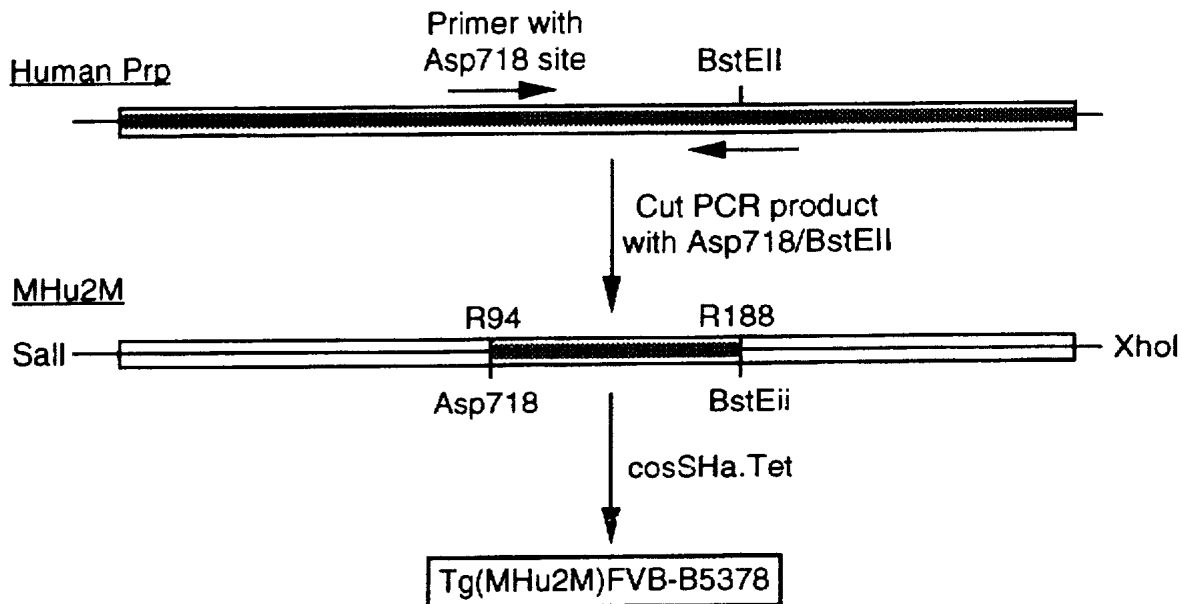 Primer with
Asp718 site
BstEII
Human Prp
Cut PCR product
with Asp718/BstEII
MHu2M
R94
R188
SalI
XhoI
Asp718
BstEii
cosSHa.Tet
Tg(MHu2M)FVB-B5378